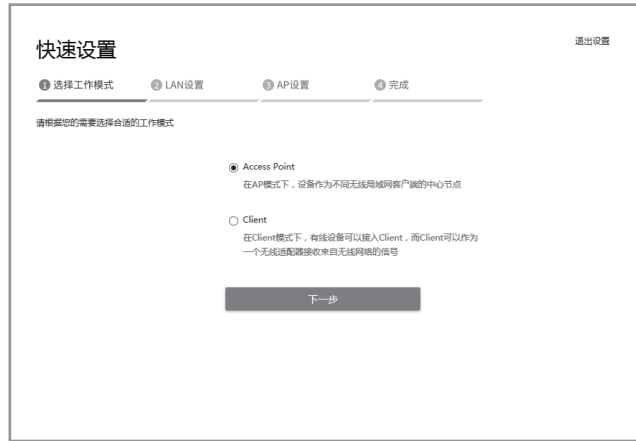 快速设置
退出设置
1 选择工作模式 2 LAN设置 3 AP设置 4 完成
请根据您的需要选择合适的工作模式
Access Point
在AP模式下，设备作为不同无线局域网客户端的中心节点
Client
在Client模式下，有线设备可以接入Client，而Client可以作为
一个无线适配器接收来自无线网络的信号
下一步